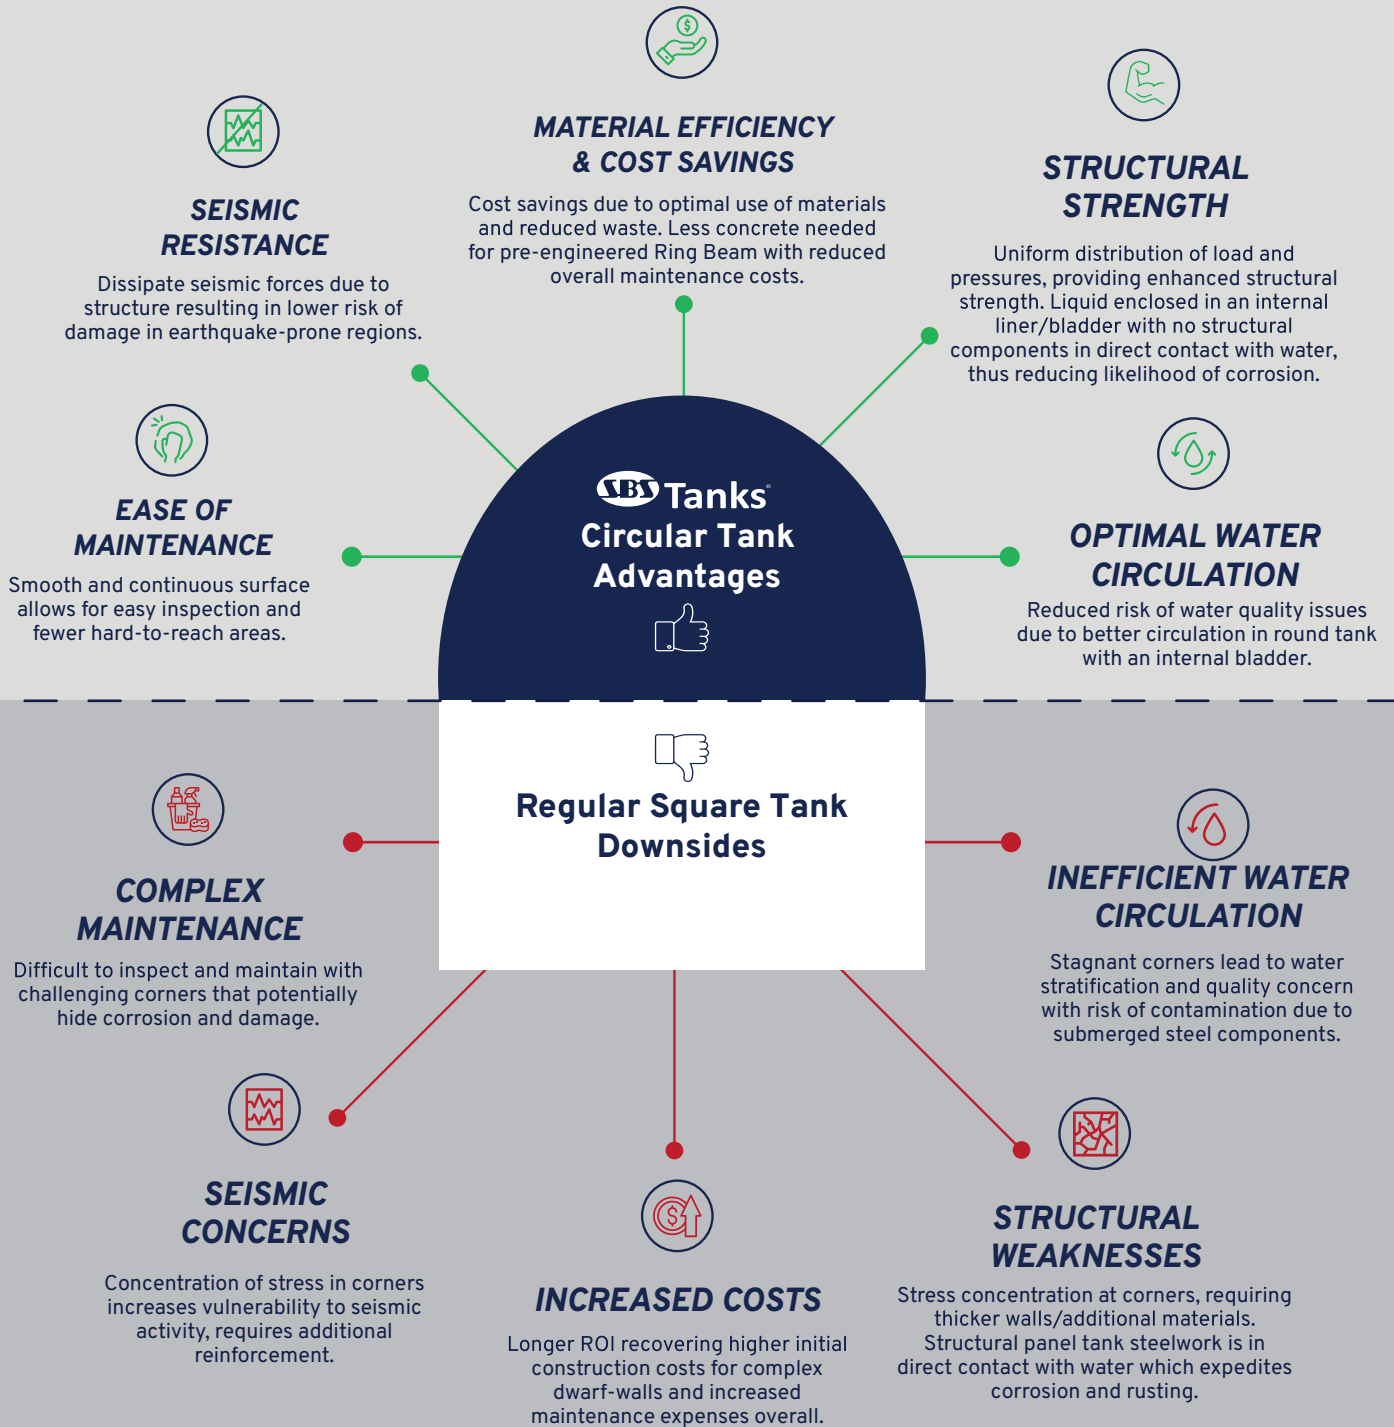 MATERIAL EFFICIENCY
& COST SAVINGS
Cost savings due to optimal use of materials
and reduced waste. Less concrete needed
for pre-engineered Ring Beam with reduced
overall maintenance costs.
STRUCTURAL
STRENGTH
Uniform distribution of load and
pressures, providing enhanced structural
strength. Liquid enclosed in an internal
liner/bladder with no structural
components in direct contact with water,
thus reducing likelihood of corrosion.
SEISMIC
RESISTANCE
Dissipate seismic forces due to
structure resulting in lower risk of
damage in earthquake-prone regions.
EASE OF
MAINTENANCE
Smooth and continuous surface
allows for easy inspection and
fewer hard-to-reach areas.
SBS Tanks®
Circular Tank
Advantages
OPTIMAL WATER
CIRCULATION
Reduced risk of water quality issues
due to better circulation in round tank
with an internal bladder.
Regular Square Tank
Downsides
COMPLEX
MAINTENANCE
Difficult to inspect and maintain with
challenging corners that potentially
hide corrosion and damage.
INEFFICIENT WATER
CIRCULATION
Stagnant corners lead to water
stratification and quality concern
with risk of contamination due to
submerged steel components.
SEISMIC
CONCERNS
Concentration of stress in corners
increases vulnerability to seismic
activity, requires additional
reinforcement.
INCREASED COSTS
Longer ROI recovering higher initial
construction costs for complex
dwarf-walls and increased
maintenance expenses overall.
STRUCTURAL
WEAKNESSES
Stress concentration at corners, requiring
thicker walls/additional materials.
Structural panel tank steelwork is in
direct contact with water which expedites
corrosion and rusting.